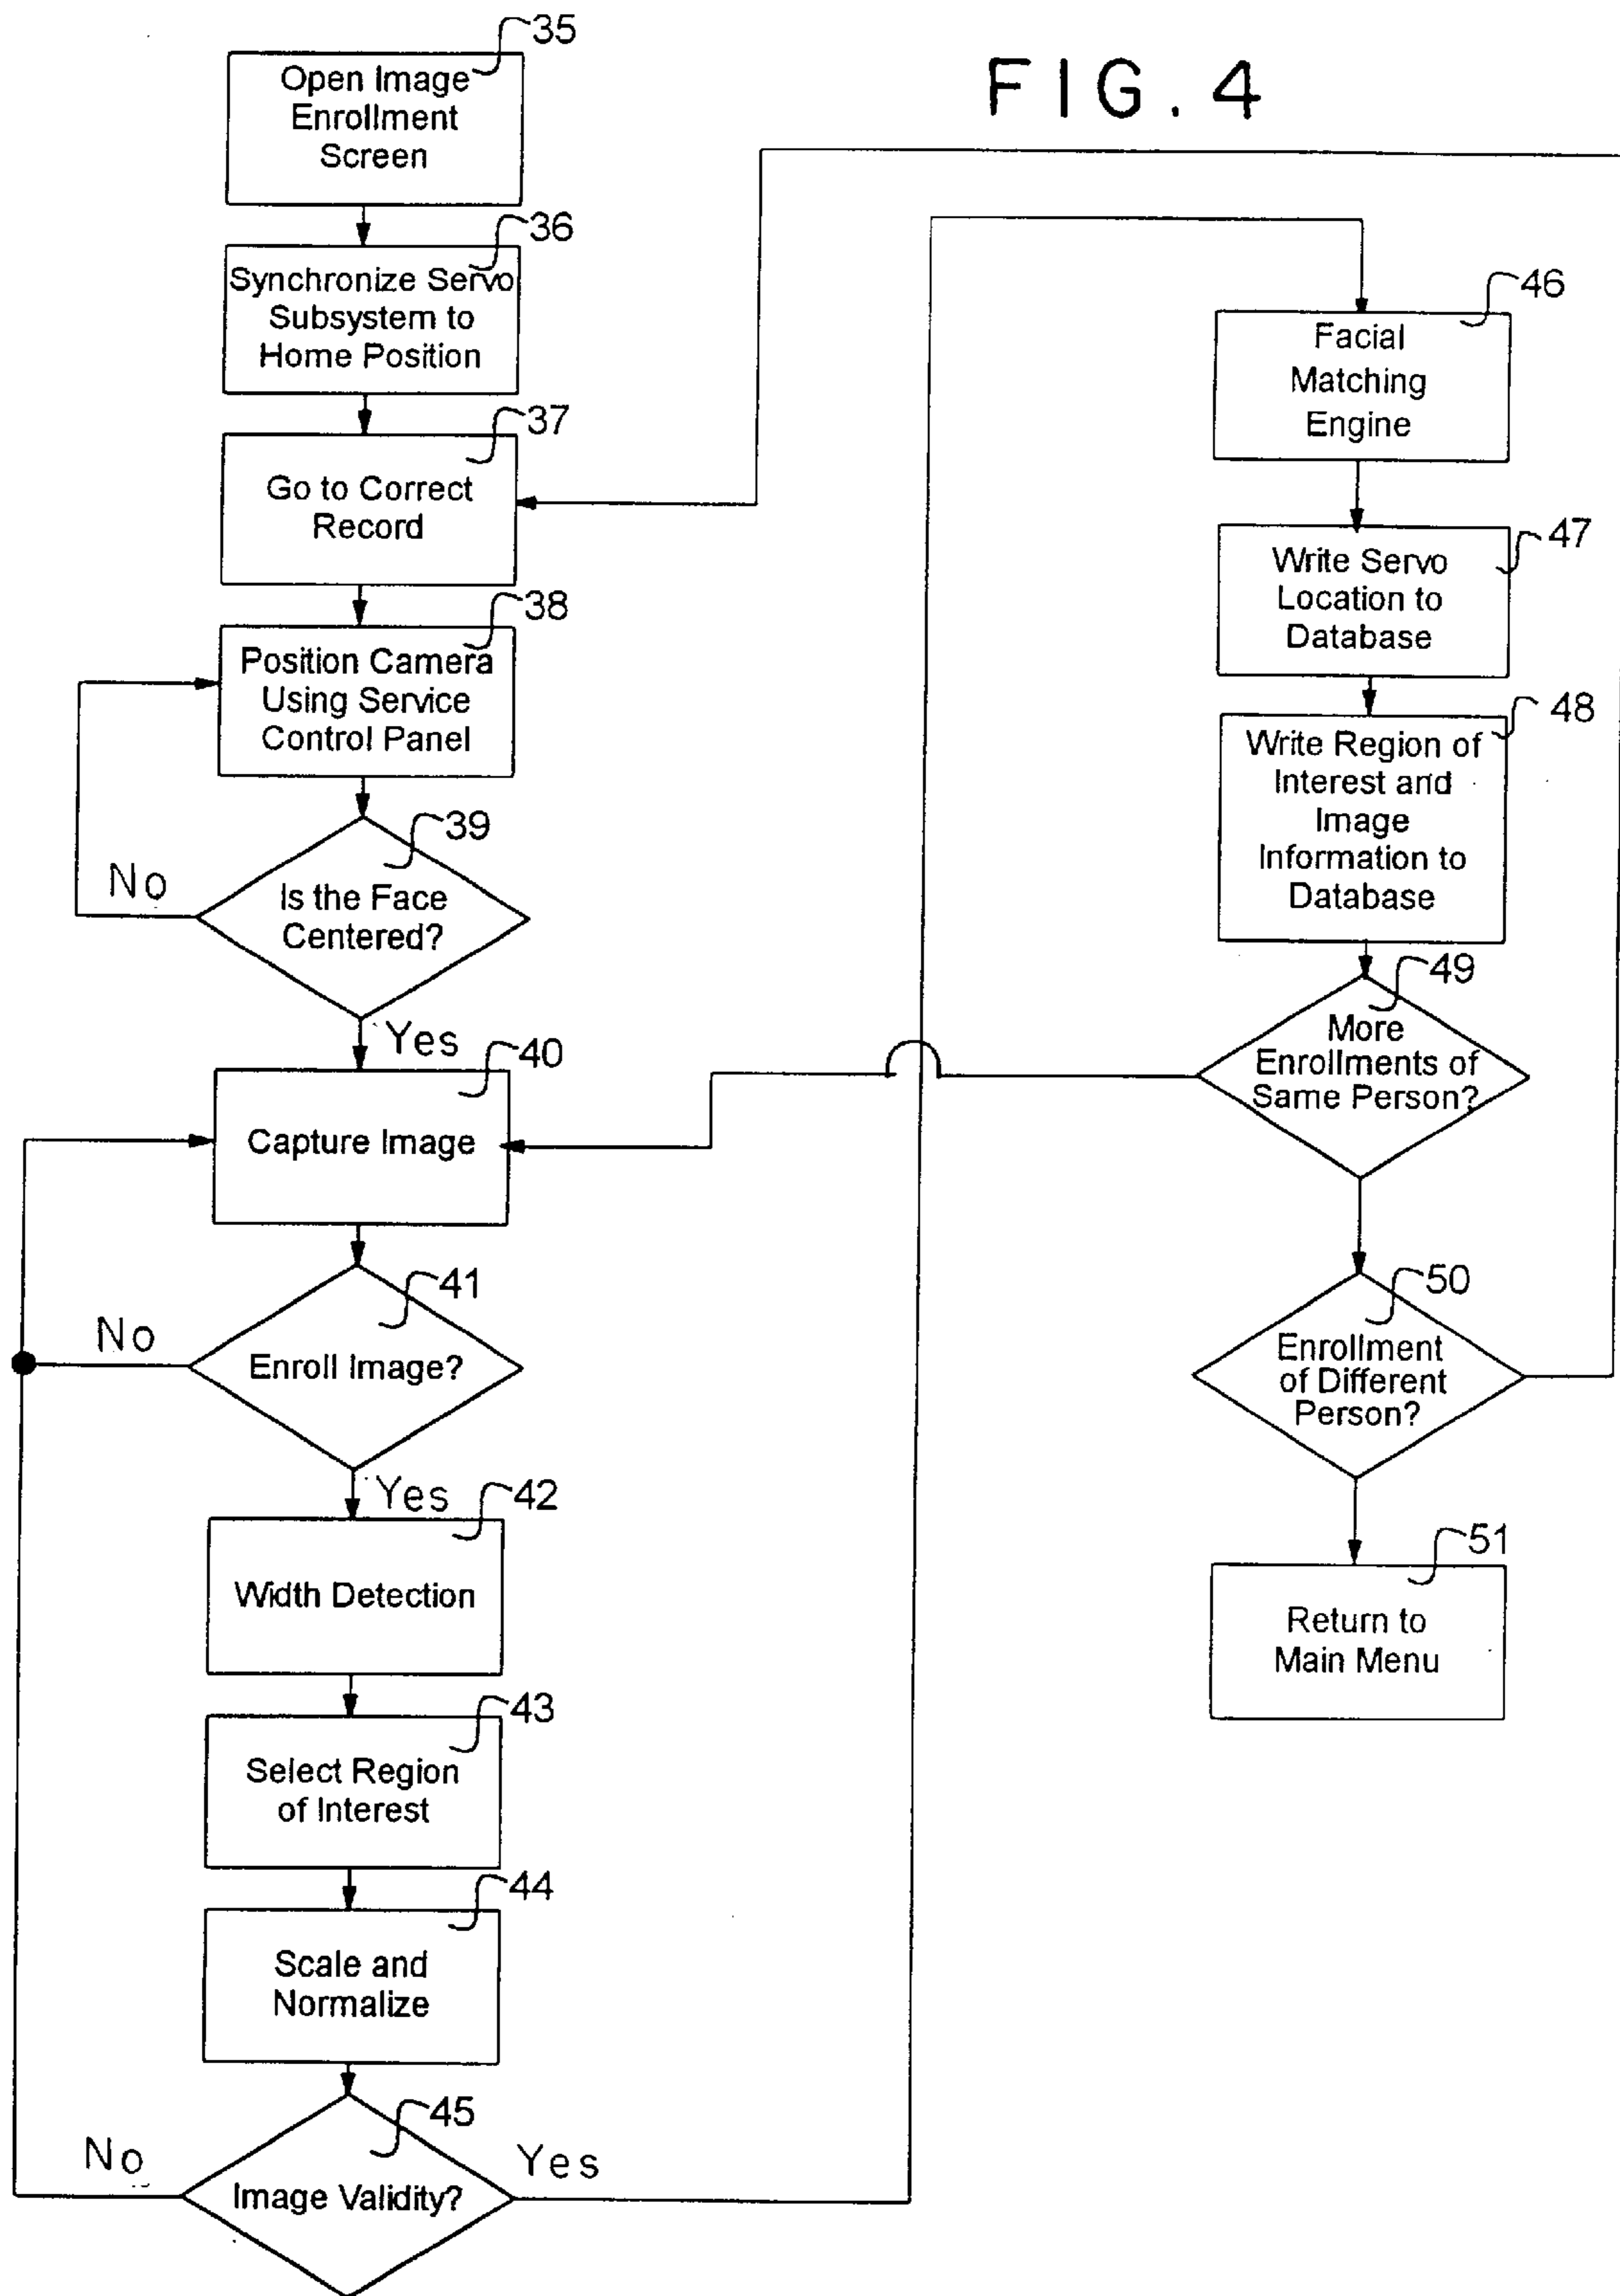 FIG. 4
35
Open Image
Enrollment
Screen
36
Synchronize Servo
Subsystem to
Home Position
37
Go to Correct
Record
38
Position Camera
Using Service
Control Panel
39
Is the Face
Centered?
No
Yes
40
Capture Image
41
Enroll Image?
No
Yes
42
Width Detection
43
Select Region
of Interest
44
Scale and
Normalize
45
Image Validity?
No
Yes
46
Facial
Matching
Engine
47
Write Servo
Location to
Database
48
Write Region of
Interest and
Image
Information to
Database
49
More
Enrollments of
Same Person?
50
Enrollment
of Different
Person?
51
Return to
Main Menu